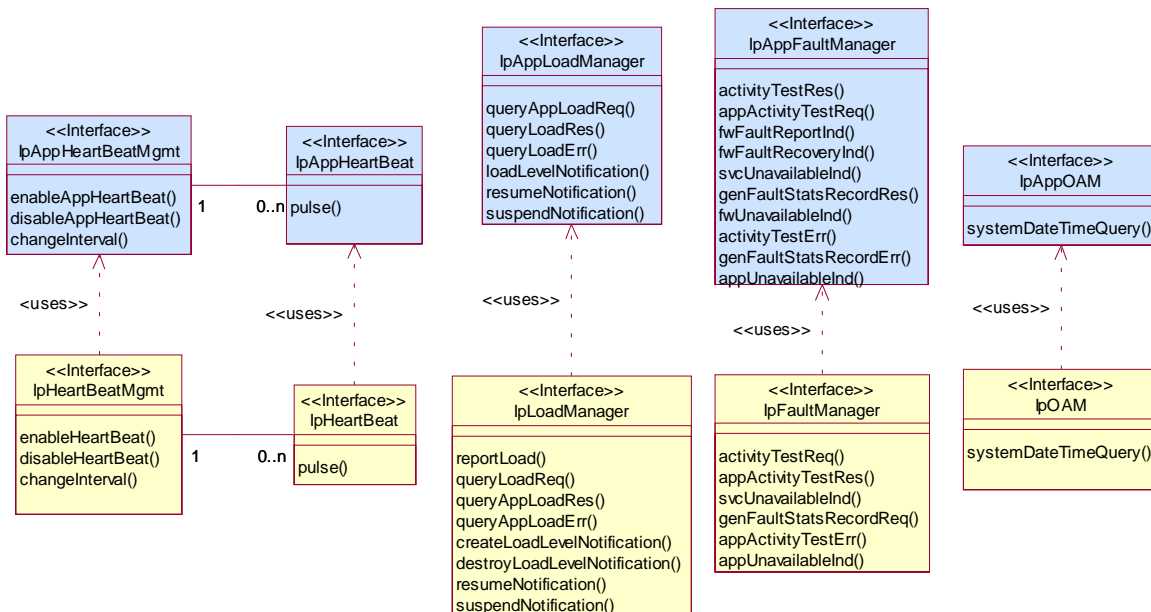 <<Interface>>
IpAppHeartBeatMgmt
enableAppHeartBeat()
disableAppHeartBeat()
changeInterval()
1
0..n
<<Interface>>
IpAppHeartBeat
pulse()
<<Interface>>
IpAppLoadManager
queryAppLoadReq()
queryLoadRes()
queryLoadErr()
loadLevelNotification()
resumeNotification()
suspendNotification()
<<Interface>>
IpAppFaultManager
activityTestRes()
appActivityTestReq()
fwFaultReportInd()
fwFaultRecoveryInd()
svcUnavailableInd()
genFaultStatsRecordRes()
fwUnavailableInd()
activityTestErr()
genFaultStatsRecordErr()
appUnavailableInd()
<<Interface>>
IpAppOAM
systemDateTimeQuery()
<uses>>
<<uses>>
<<uses>>
<<uses>>
<<uses>>
<<Interface>>
IpHeartBeatMgmt
enableHeartBeat()
disableHeartBeat()
changeInterval()
1
0..n
<<Interface>>
IpHeartBeat
pulse()
<<Interface>>
IpLoadManager
reportLoad()
queryLoadReq()
queryAppLoadRes()
queryAppLoadErr()
createLoadLevelNotification()
destroyLoadLevelNotification()
resumeNotification()
suspendNotification()
<<Interface>>
IpFaultManager
activityTestReq()
appActivityTestRes()
svcUnavailableInd()
genFaultStatsRecordReq()
appActivityTestErr()
appUnavailableInd()
<<Interface>>
IpOAM
systemDateTimeQuery()